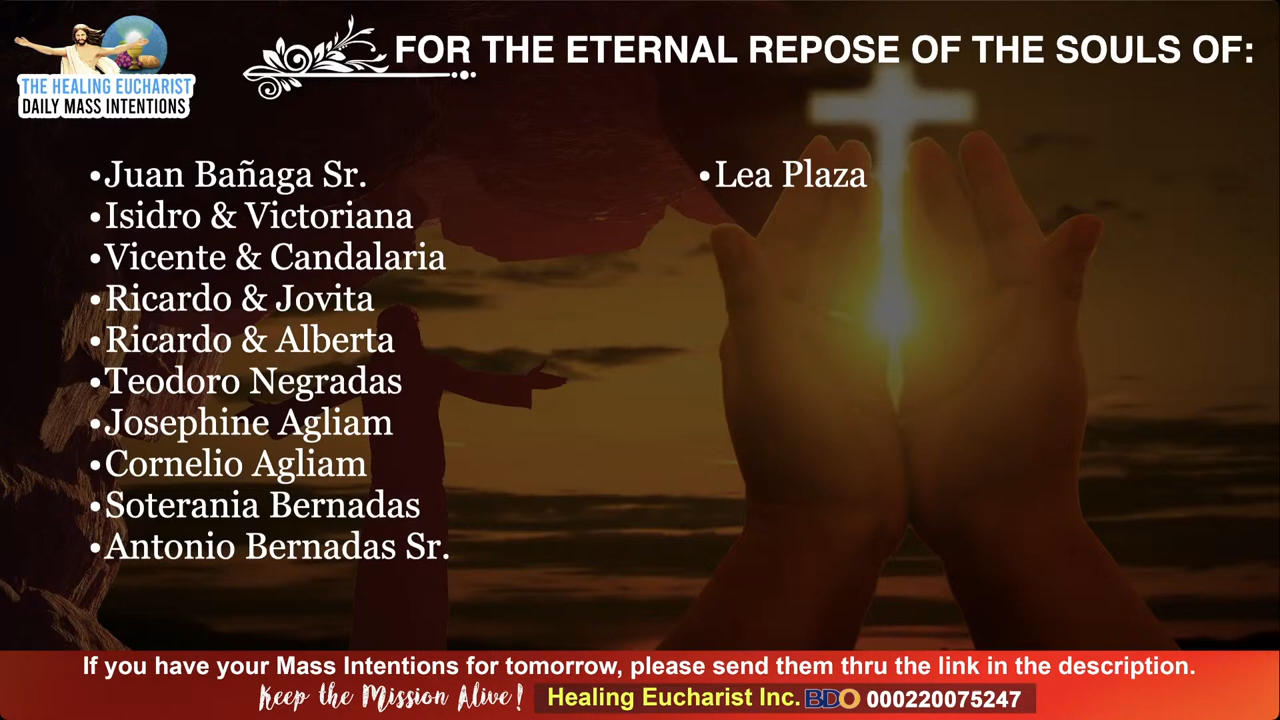 THE HEALING EUCHARIST
DAILY MASS INTENTIONS
FOR THE ETERNAL REPOSE OF THE SOULS OF:
•Juan Bañaga Sr.
•Isidro & Victoriana
•Vicente & Candalaria
•Ricardo & Jovita
•Ricardo & Alberta
•Teodoro Negradas
•Josephine Agliam
•Cornelio Agliam
•Soterania Bernadas
•Antonio Bernadas Sr.
•Lea Plaza
If you have your Mass Intentions for tomorrow, please send them thru the link in the description.
Keep the Mission Alive! Healing Eucharist Inc. BDO 000220075247